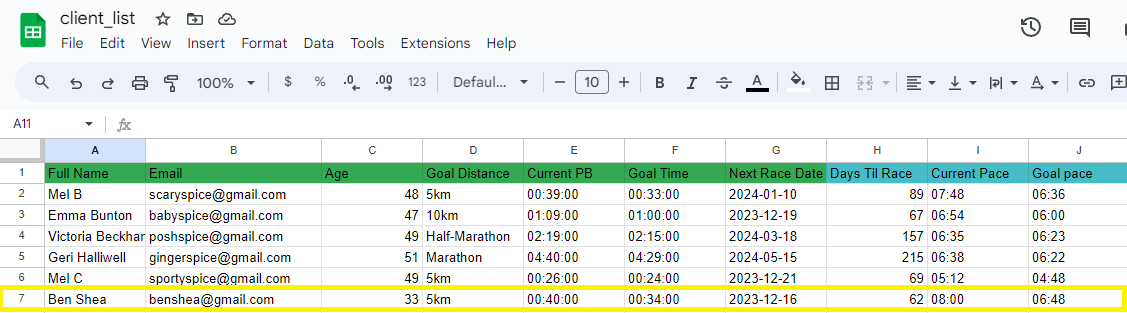 client_list
File Edit View Insert Format Data Tools Extensions Help
100% $ % .0 .00 123 Defaul... 10 B I A
A11 fx
A B C D E F G H I J
1 Full Name Email Age Goal Distance Current PB Goal Time Next Race Date Days Til Race Current Pace Goal pace
2 Mel B scaryspice@gmail.com 48 5km 00:39:00 00:33:00 2024-01-10 89 07:48 06:36
3 Emma Bunton babyspice@gmail.com 47 10km 01:09:00 01:00:00 2023-12-19 67 06:54 06:00
4 Victoria Beckhar poshspice@gmail.com 49 Half-Marathon 02:19:00 02:15:00 2024-03-18 157 06:35 06:23
5 Geri Halliwell gingerspice@gmail.com 51 Marathon 04:40:00 04:29:00 2024-05-15 215 06:38 06:22
6 Mel C sportyspice@gmail.com 49 5km 00:26:00 00:24:00 2023-12-21 69 05:12 04:48
7 Ben Shea benshea@gmail.com 33 5km 00:40:00 00:34:00 2023-12-16 62 08:00 06:48